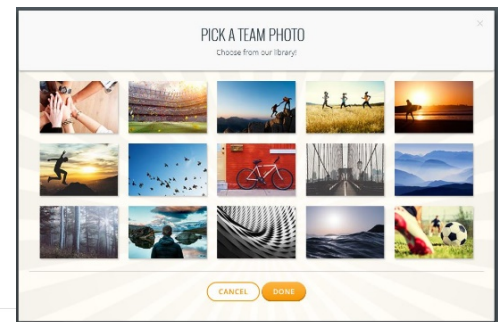 PICK A TEAM PHOTO
Choose from our library!
CANCEL DONE